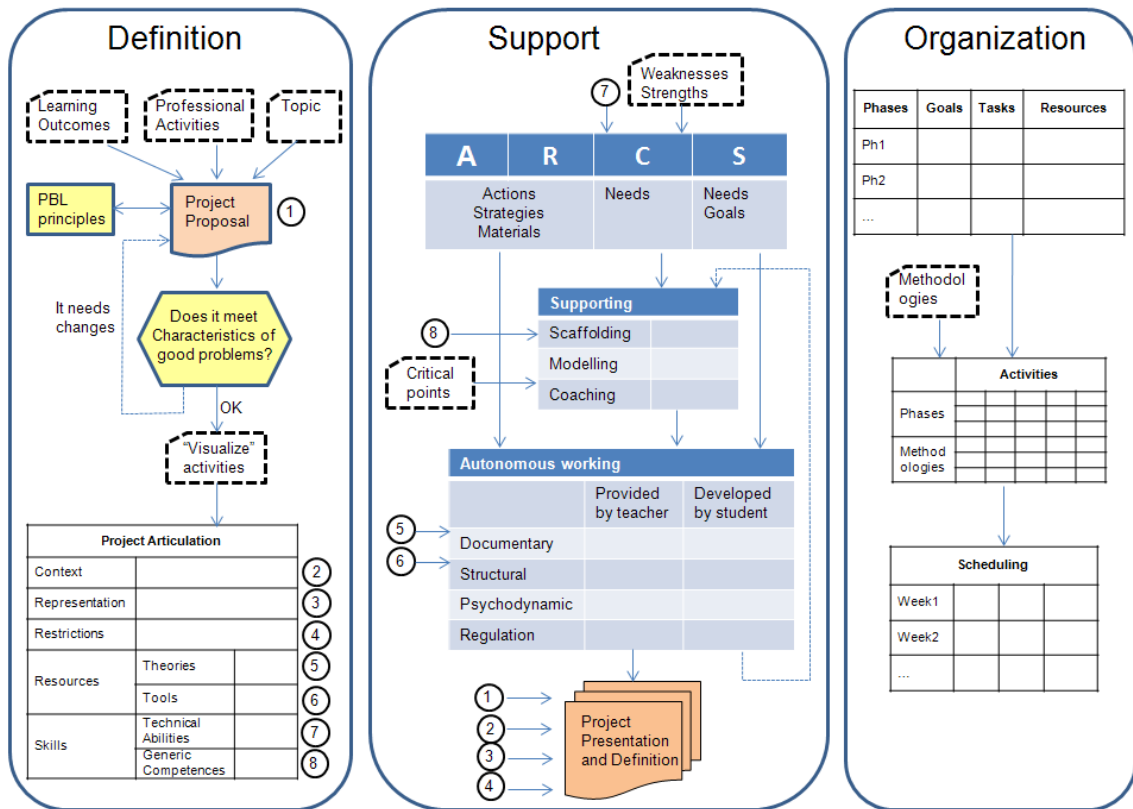 Definition
Learning
Outcomes
Professional
Activities
Topic
PBL
principles
Project
Proposal
1
It needs
changes
Does it meet
Characteristics of
good problems?
OK
“Visualize”
activities
Project Articulation
Context
2
Representation
3
Restrictions
4
Resources
Theories
5
Tools
6
Skills
Technical
Abilities
7
Generic
Competences
8
Support
7
Weaknesses
Strengths
A R C S
Actions
Strategies
Materials
Needs
Needs
Goals
Supporting
8
Scaffolding
Modelling
Coaching
Critical
points
Autonomous working
Provided
by teacher
Developed
by student
5
Documentary
6
Structural
Psychodynamic
Regulation
1
2
3
4
Project
Presentation
and Definition
Organization
Phases Goals Tasks Resources
Ph1
Ph2
...
Methodol
ogies
Activities
Phases
Method
ologies
Scheduling
Week1
Week2
...